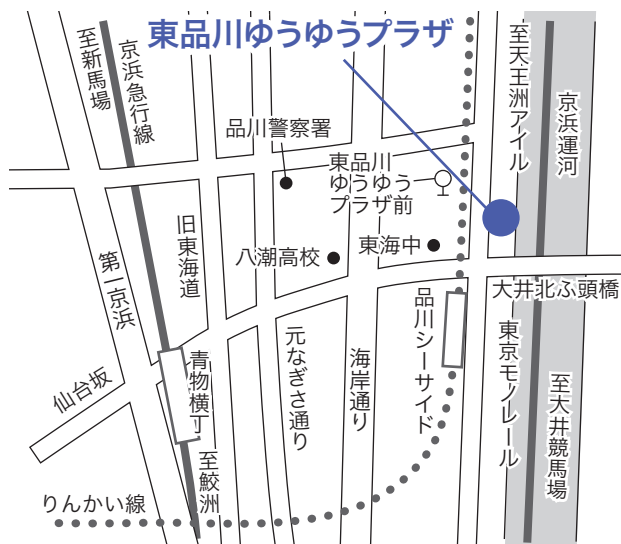 東品川ゆうゆうプラザ
至新馬場
京浜急行線
至天王洲アイル
京浜運河
品川警察署
東品川
ゆうゆう
プラザ前
旧東海道
八潮高校
東海中
第一京浜
大井北ふ頭橋
品川シーサイド
元なぎさ通り
海岸通り
東京モノレール
青物横丁
仙台坂
至大井競馬場
至鮫洲
りんかい線